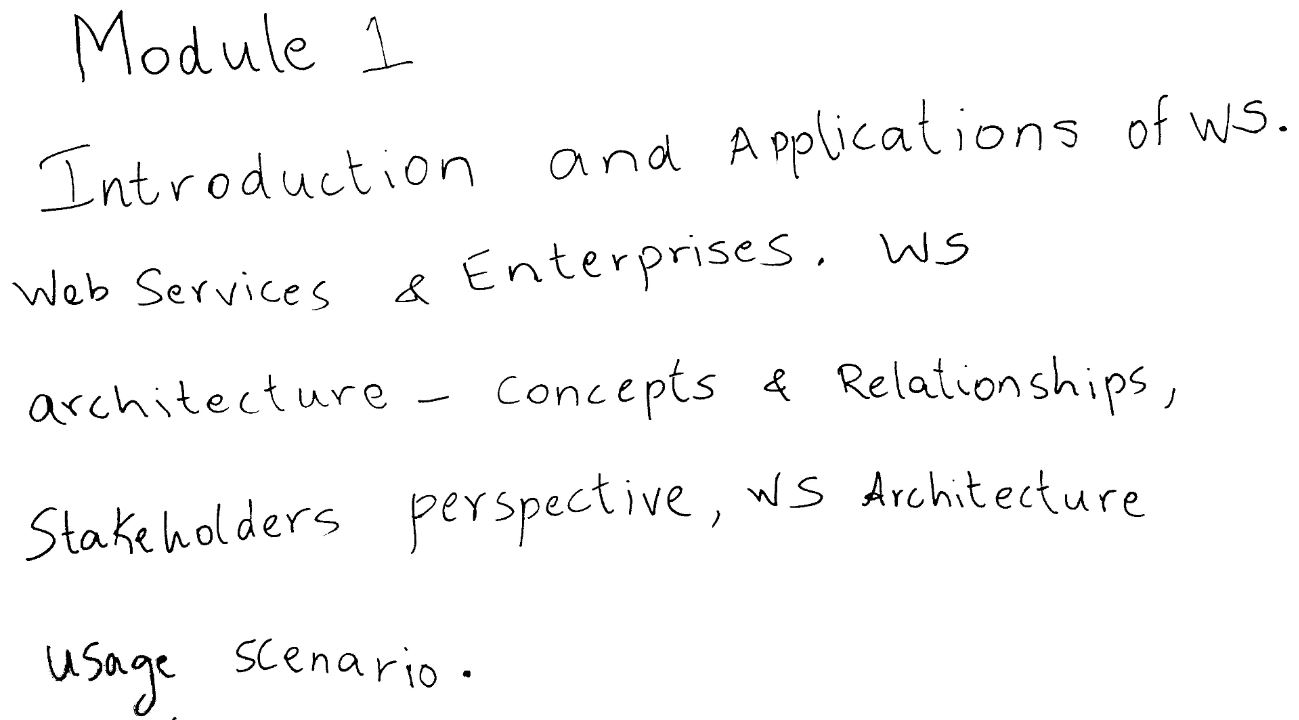 Module 1
Introduction and Applications of WS.
Web Services & Enterprises. WS
architecture - Concepts & Relationships,
Stakeholders perspective, WS Architecture
usage scenario.